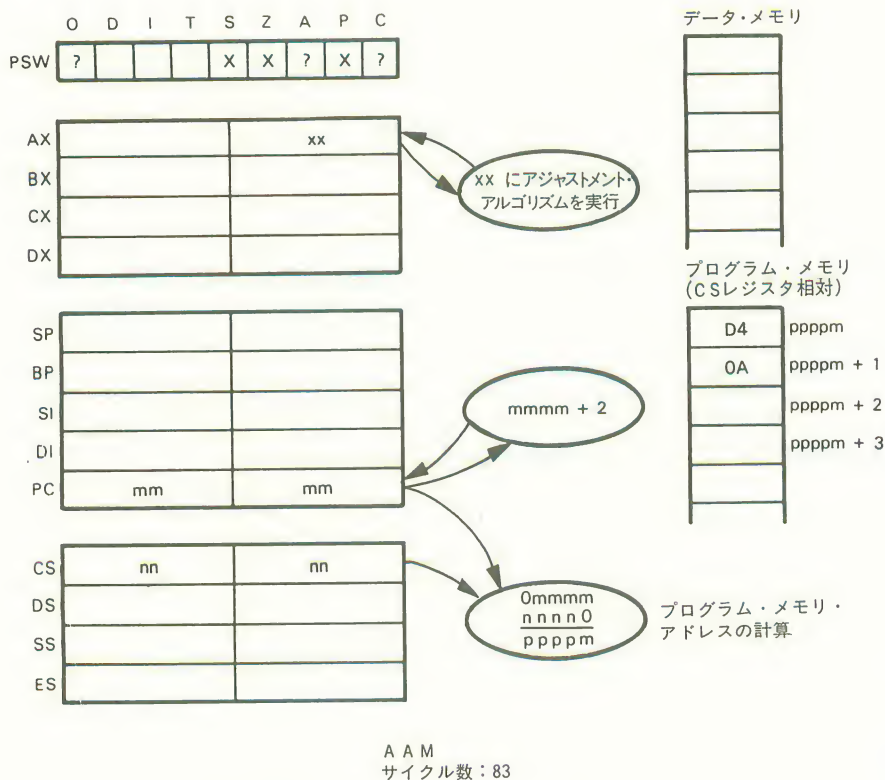 O D I T S Z A P C
PSW ? X X ? X ?
AX xx
BX
CX
DX
xx にアジャストメント・
アルゴリズムを実行
データ・メモリ
プログラム・メモリ
(CSレジスタ相対)
D4 ppppm
0A ppppm + 1
ppppm + 2
ppppm + 3
SP
BP
SI
DI
PC mm mm
mmmm + 2
CS nn nn
DS
SS
ES
0mmmm
nnnn0
ppppm
プログラム・メモリ・
アドレスの計算
AAM
サイクル数：83